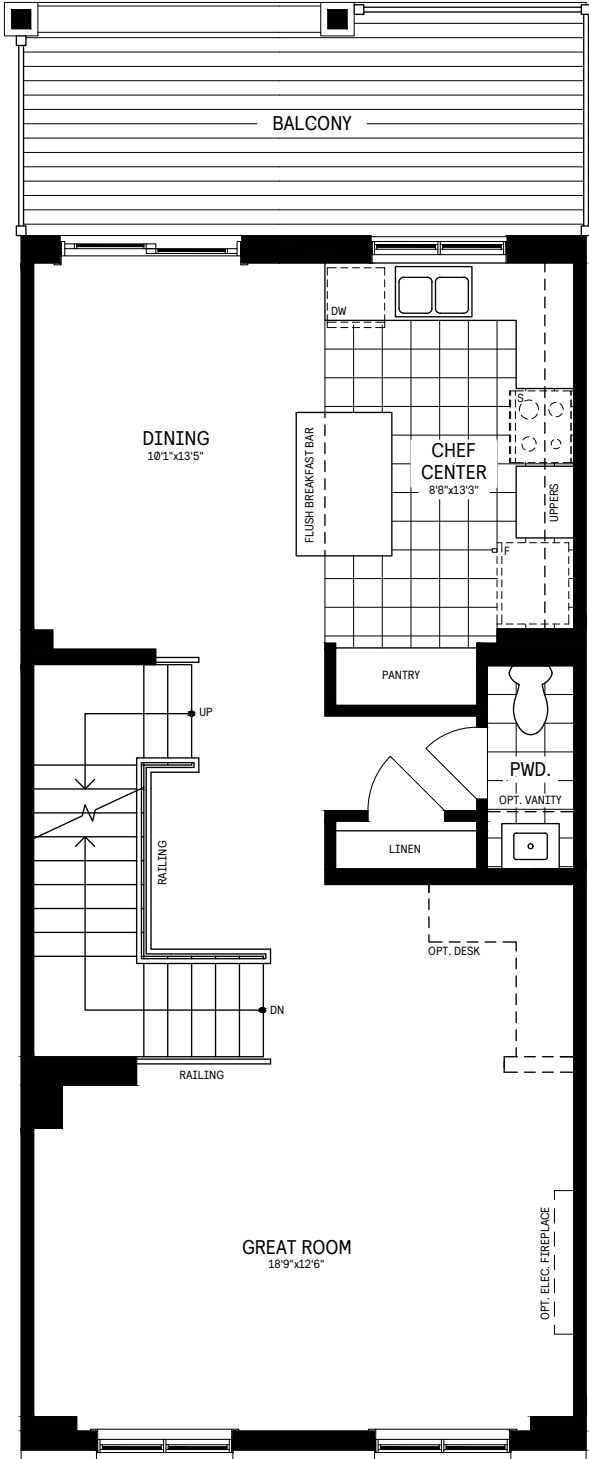 BALCONY
DW
S
DINING
10'1"x13'5"
FLUSH BREAKFAST BAR
CHEF
CENTER
8'8"x13'3"
UPPERS
F
PANTRY
UP
PWD.
OPT. VANITY
RAILING
LINEN
OPT. DESK
DN
RAILING
GREAT ROOM
18'9"x12'6"
OPT. ELEC. FIREPLACE